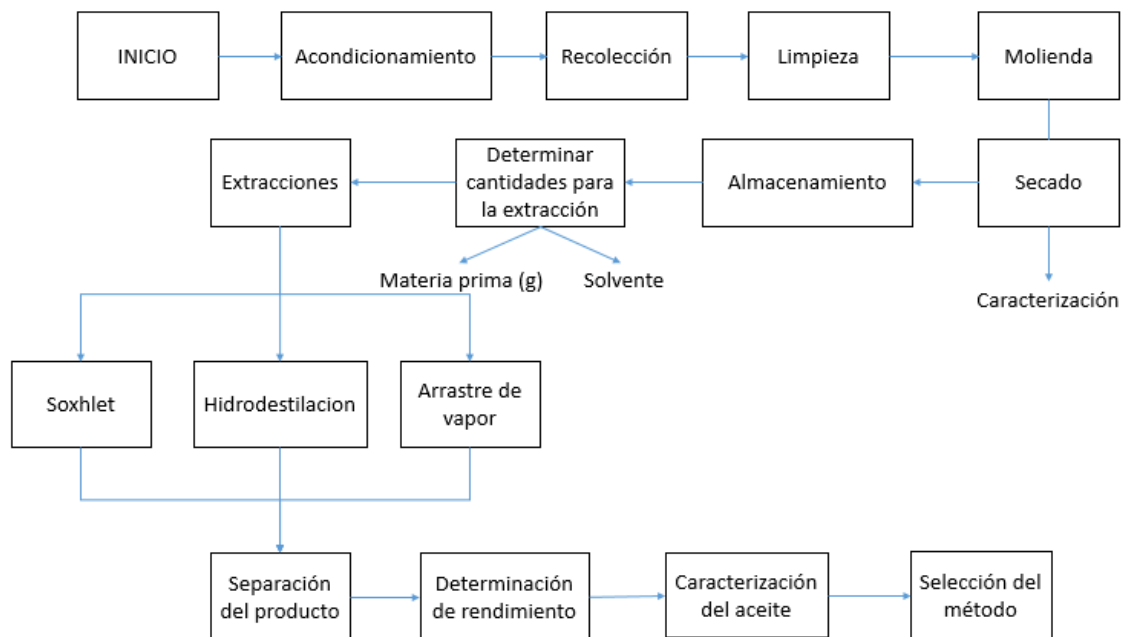 INICIO
Acondicionamiento
Recolección
Limpieza
Molienda
Extracciones
Determinar
cantidades para
la extracción
Almacenamiento
Secado
Materia prima (g)
Solvente
Caracterización
Soxhlet
Hidrodestilacion
Arrastre de
vapor
Separación
del producto
Determinación
de rendimiento
Caracterización
del aceite
Selección del
método